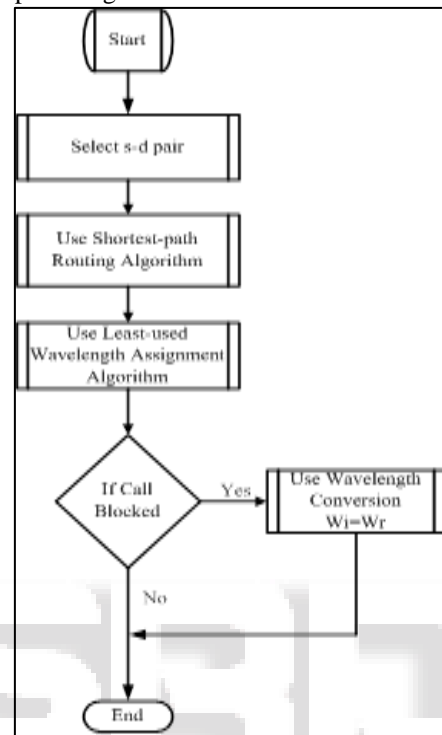 Start
Select s-d pair
Use Shortest-path
Routing Algorithm
Use Least-used
Wavelength Assignment
Algorithm
If Call
Blocked
Yes
Use Wavelength
Conversion
Wi=Wr
No
End